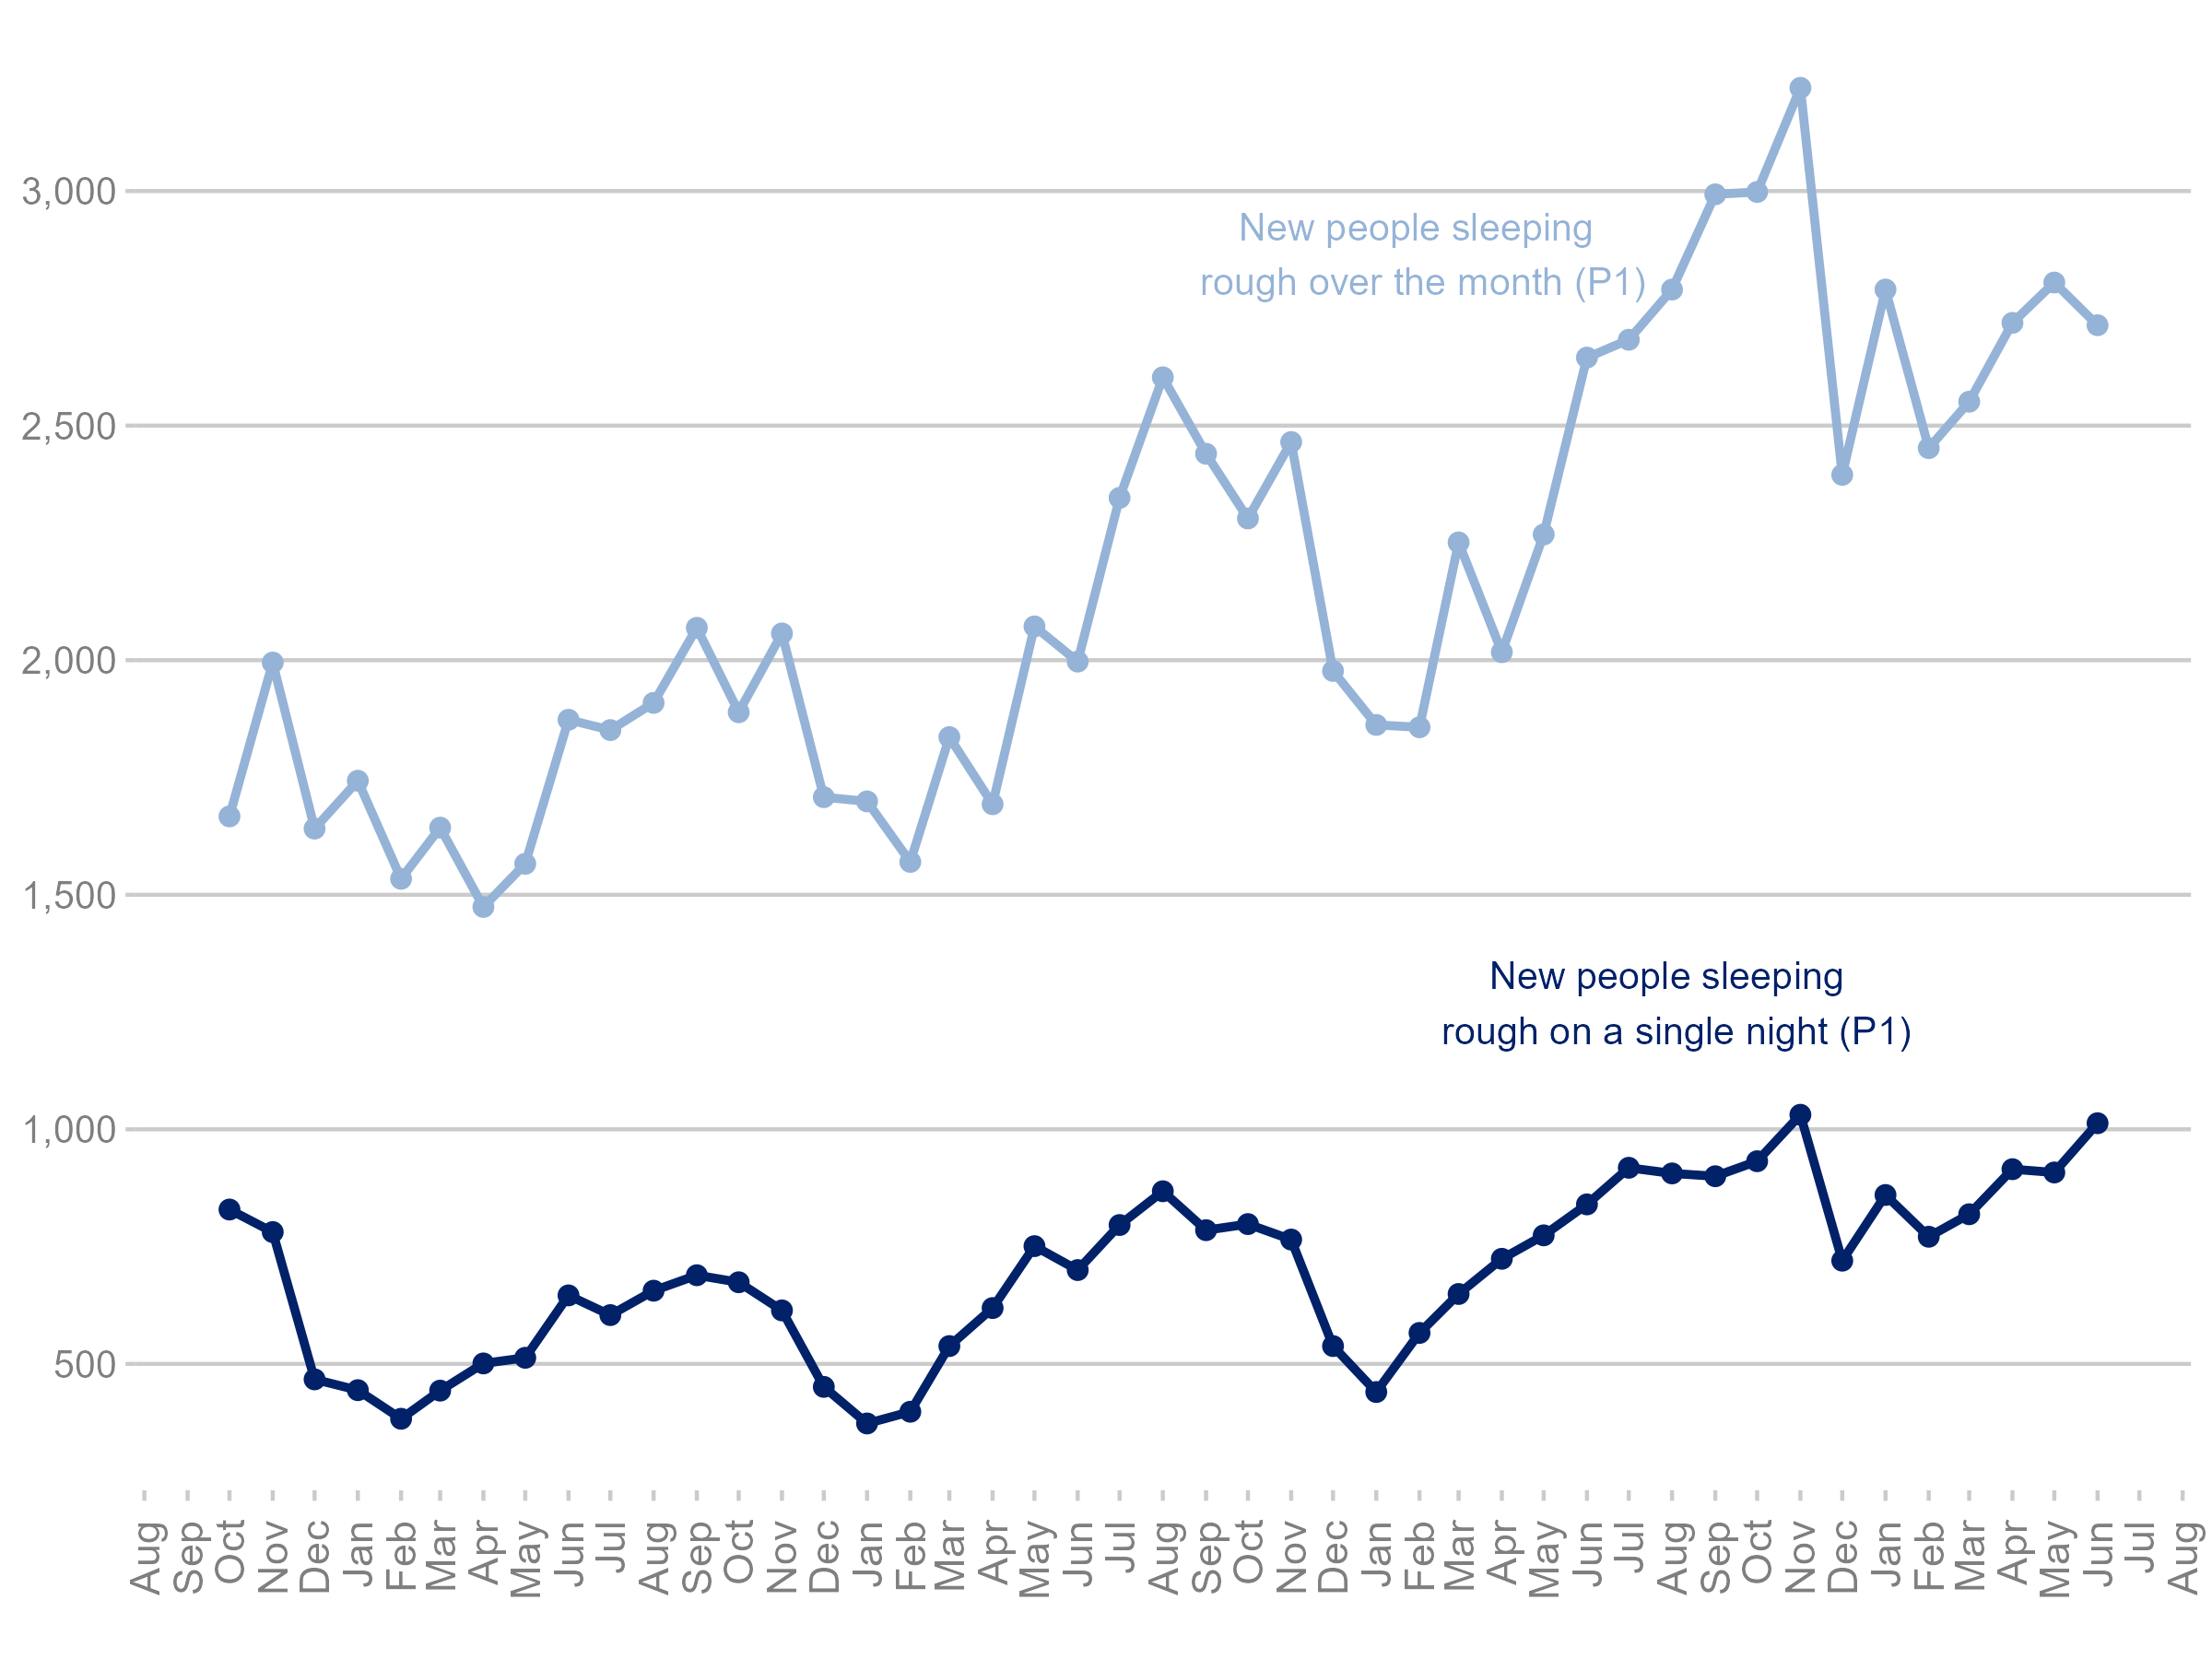 3,000
New people sleeping
rough over the month (P1)
2,500
2,000
1,500
New people sleeping
rough on a single night (P1)
1,000
500
Aug Sep Oct Nov Dec Jan Feb Mar Apr May Jun Jul Aug Sep Oct Nov Dec Jan Feb Mar Apr May Jun Jul Aug Sep Oct Nov Dec Jan Feb Mar Apr May Jun Jul Aug Sep Oct Nov Dec Jan Feb Mar Apr May Jun Jul Aug